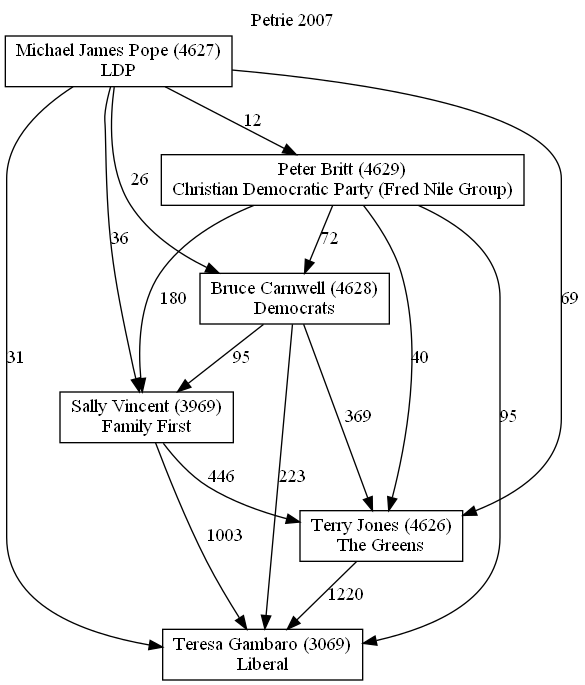 Petrie 2007
Michael James Pope (4627)
LDP
12
Peter Britt (4629)
Christian Democratic Party (Fred Nile Group)
26
36
72
180
69
Bruce Carnwell (4628)
Democrats
31
95
40
95
Sally Vincent (3969)
Family First
369
446
223
1003
Terry Jones (4626)
The Greens
1220
Teresa Gambaro (3069)
Liberal